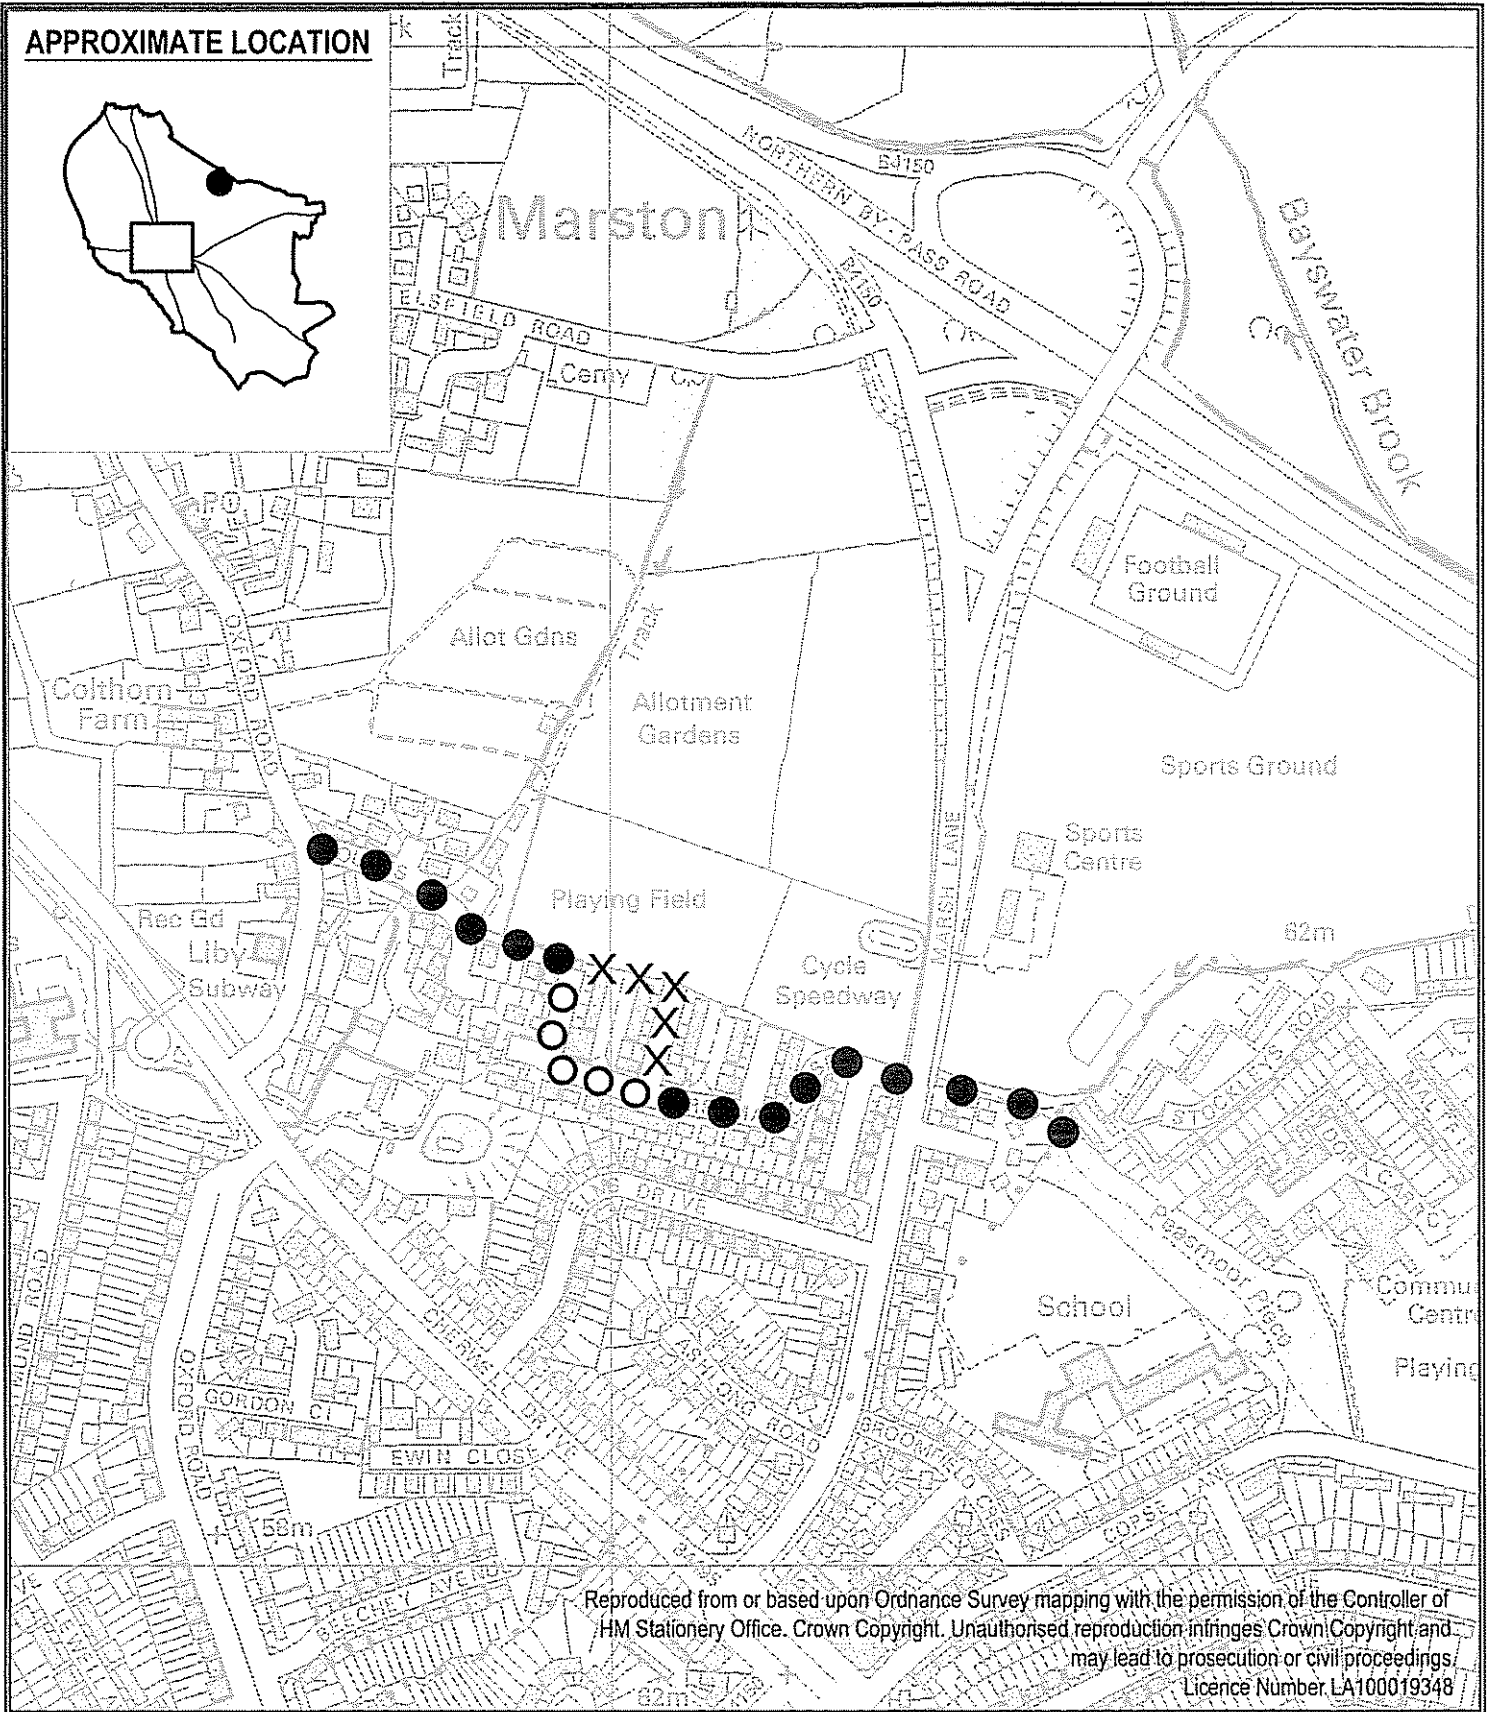 APPROXIMATE LOCATION
Track
Marston
NORTHERN BY-PASS ROAD
B4150
B4150
Bayswater Brook
ELSFIELD ROAD
Cemy
PO
Football
Ground
Allot Gdns
Track
OXFORD ROAD
Colthorn
Farm
Allotment
Gardens
Sports Ground
MARSH LANE
Sports
Centre
Playing Field
Rec Gd
Liby
Subway
Cycle
Speedway
62m
STOCKLEYS ROAD
ELMS DRIVE
Peasmoor Piece
School
Commu
Centr
Playing
CHERWELL DRIVE
ASHLONG ROAD
OXFORD ROAD
GORDON CL
EWIN CLOSE
COPSE LANE
58m
62m
Reproduced from or based upon Ordnance Survey mapping with the permission of the Controller of
HM Stationery Office. Crown Copyright. Unauthorised reproduction infringes Crown Copyright and
may lead to prosecution or civil proceedings.
Licence Number LA100019348